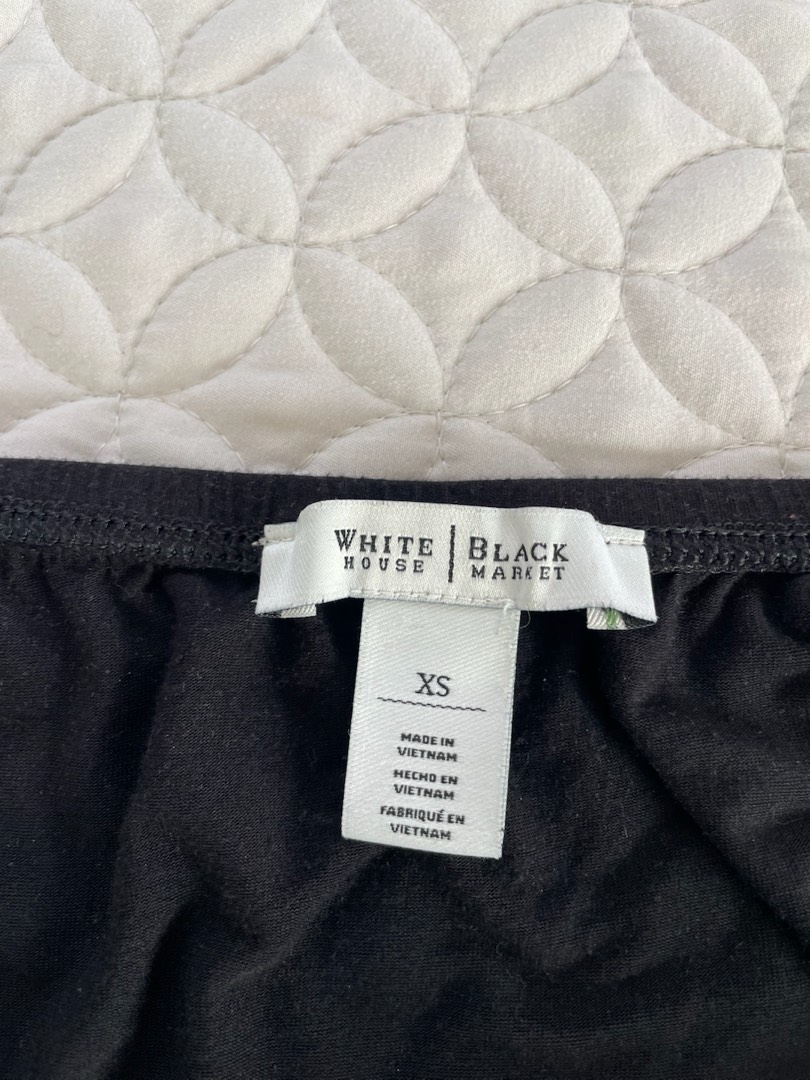 WHITE HOUSE | BLACK MARKET
XS
MADE IN
VIETNAM
HECHO EN
VIETNAM
FABRIQUÉ EN
VIETNAM